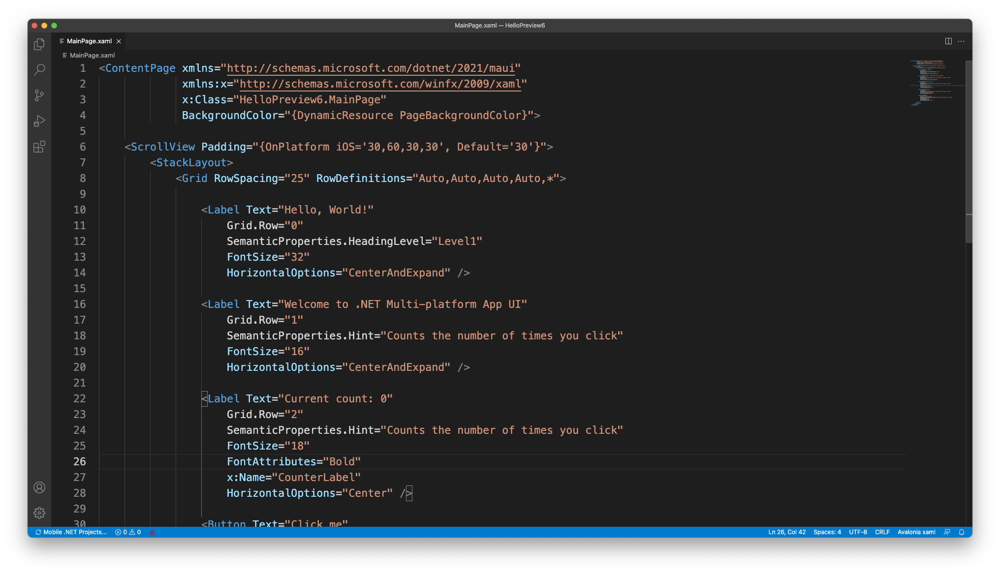 MainPage.xaml — HelloPreview6
MainPage.xaml
MainPage.xaml
1 <ContentPage xmlns="http://schemas.microsoft.com/dotnet/2021/maui"
2 xmlns:x="http://schemas.microsoft.com/winfx/2009/xaml"
3 x:Class="HelloPreview6.MainPage"
4 BackgroundColor="{DynamicResource PageBackgroundColor}">
5
6 <ScrollView Padding="{OnPlatform iOS='30,60,30,30', Default='30'}">
7 <StackLayout>
8 <Grid RowSpacing="25" RowDefinitions="Auto,Auto,Auto,Auto,*">
9
10 <Label Text="Hello, World!"
11 Grid.Row="0"
12 SemanticProperties.HeadingLevel="Level1"
13 FontSize="32"
14 HorizontalOptions="CenterAndExpand" />
15
16 <Label Text="Welcome to .NET Multi-platform App UI"
17 Grid.Row="1"
18 SemanticProperties.Hint="Counts the number of times you click"
19 FontSize="16"
20 HorizontalOptions="CenterAndExpand" />
21
22 <Label Text="Current count: 0"
23 Grid.Row="2"
24 SemanticProperties.Hint="Counts the number of times you click"
25 FontSize="18"
26 FontAttributes="Bold"
27 x:Name="CounterLabel"
28 HorizontalOptions="Center" />
29
30 <Button Text="Click me"
Mobile .NET Projects... 0 0 Ln 26, Col 42 Spaces: 4 UTF-8 CRLF Avalonia xaml